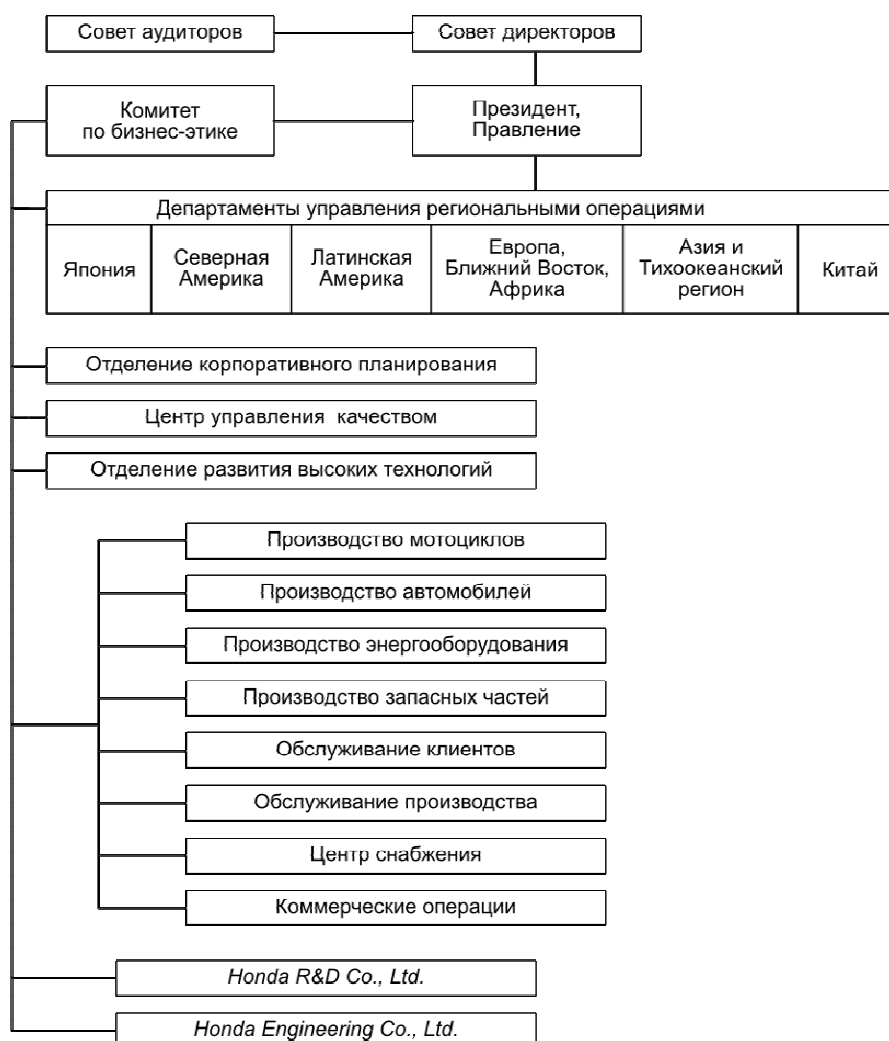 Совет аудиторов
Совет директоров
Комитет
по бизнес-этике
Президент,
Правление
Департаменты управления региональными операциями
Япония
Северная
Америка
Латинская
Америка
Европа,
Ближний Восток,
Африка
Азия и
Тихоокеанский
регион
Китай
Отделение корпоративного планирования
Центр управления качеством
Отделение развития высоких технологий
Производство мотоциклов
Производство автомобилей
Производство энергооборудования
Производство запасных частей
Обслуживание клиентов
Обслуживание производства
Центр снабжения
Коммерческие операции
Honda R&D Co., Ltd.
Honda Engineering Co., Ltd.